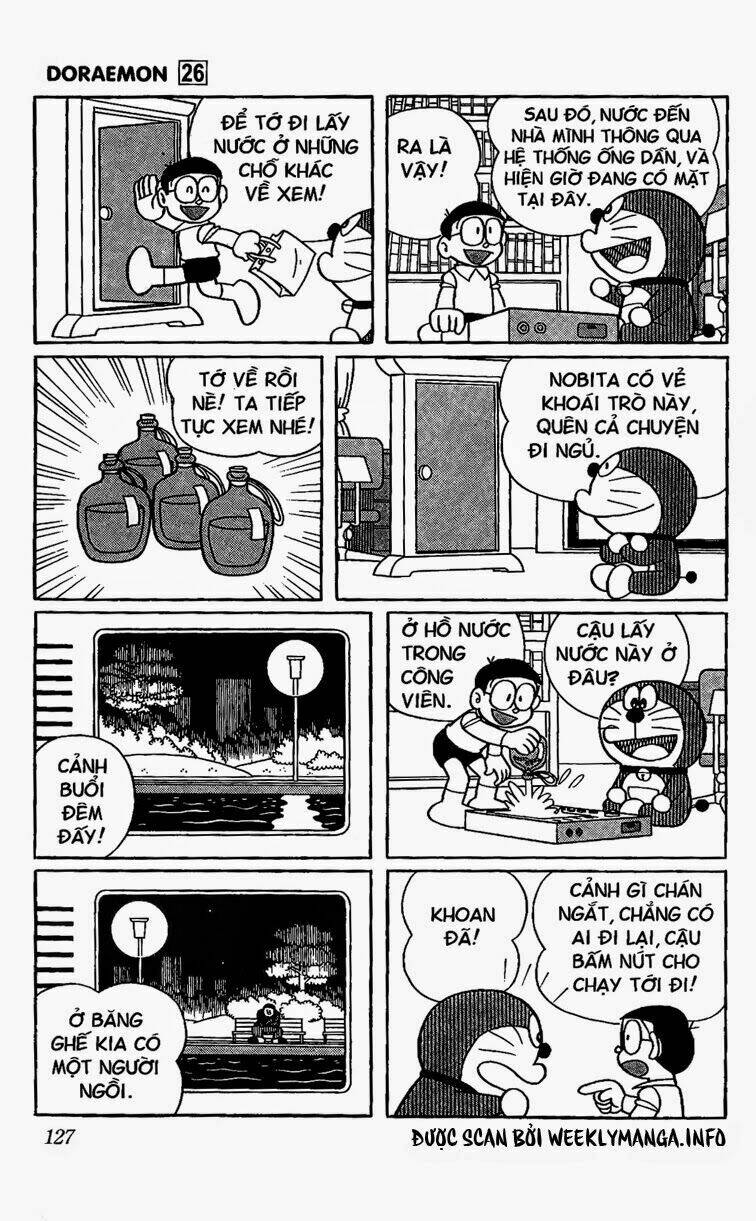 DORAEMON 26
SAU ĐÓ, NƯỚC ĐẾN
NHÀ MÌNH THÔNG QUA
HỆ THỐNG ỐNG DẪN, VÀ
HIỆN GIỜ ĐANG CÓ MẶT
TẠI ĐÂY.
RA LÀ
VẬY!
ĐỂ TỚ ĐI LẤY
NƯỚC Ở NHỮNG
CHỖ KHÁC
VỀ XEM!
NOBITA CÓ VẺ
KHOÁI TRÒ NÀY,
QUÊN CẢ CHUYỆN
ĐI NGỦ.
TỚ VỀ RỒI
NÈ! TA TIẾP
TỤC XEM NHÉ!
CẬU LẤY
NƯỚC NÀY Ở
ĐÂU?
Ở HỒ NƯỚC
TRONG
CÔNG
VIÊN.
CẢNH
BUỔI
ĐÊM
ĐẤY!
CẢNH GÌ CHÁN
NGẮT, CHẲNG CÓ
AI ĐI LẠI, CẬU
BẤM NÚT CHO
CHẠY TỚI ĐI!
KHOAN
ĐÃ!
Ở BĂNG
GHẾ KIA CÓ
MỘT NGƯỜI
NGỒI.
127
ĐƯỢC SCAN BỞI WEEKLYMANGA.INFO